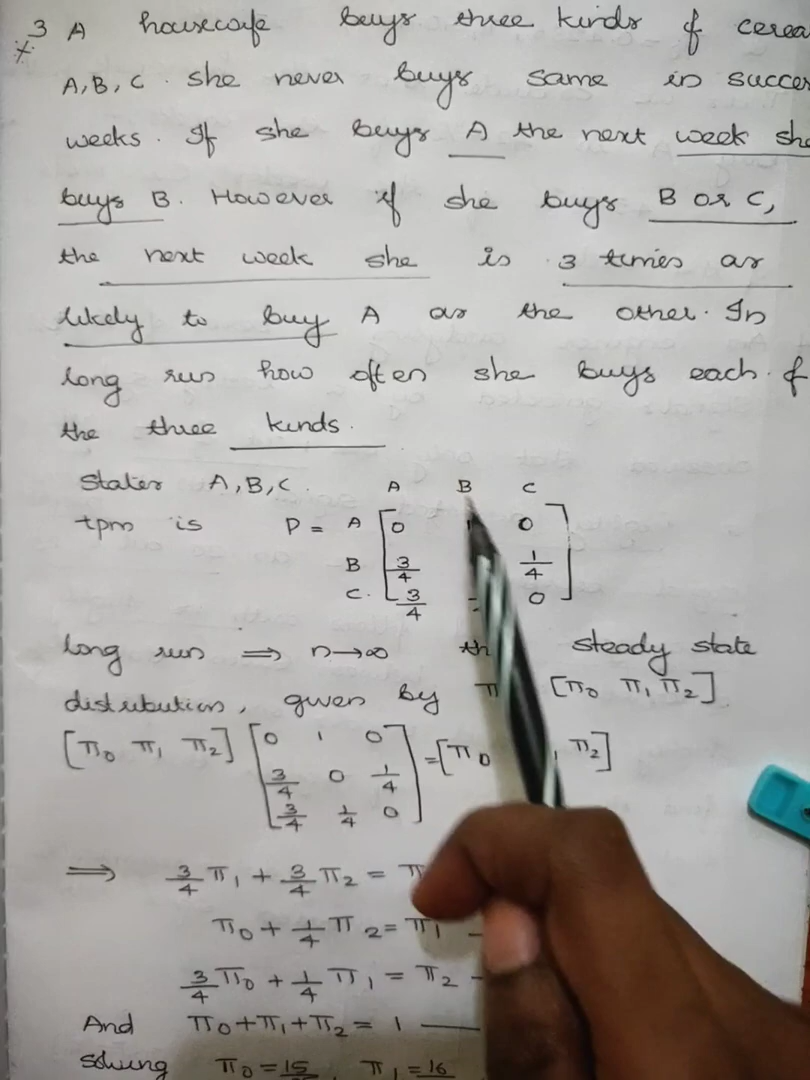 3 A housewife buys three kinds of cerea
A, B, C. she never buys same in succes
weeks. If she buys A the next week she
buys B. However if she buys B or C,
the next week she is 3 times as
likely to buy A as the other. In
long run how often she buys each of
the three kinds.
States A, B, C. A B C
tpm is P = A [0 1 0
B 3/4 1/4
C. 3/4 0]
long run ⟹ n→∞ th steady state
distribution, given by π [π₀ π₁ π₂]
[π₀ π₁ π₂] [0 1 0
3/4 0 1/4
3/4 1/4 0] = [π₀ , π₂]
⟹ 3/4 π₁ + 3/4 π₂ = π
π₀ + 1/4 π₂ = π₁
3/4 π₀ + 1/4 π₁ = π₂
And π₀ + π₁ + π₂ = 1
Solving π₀ = 15 π₁ = 16